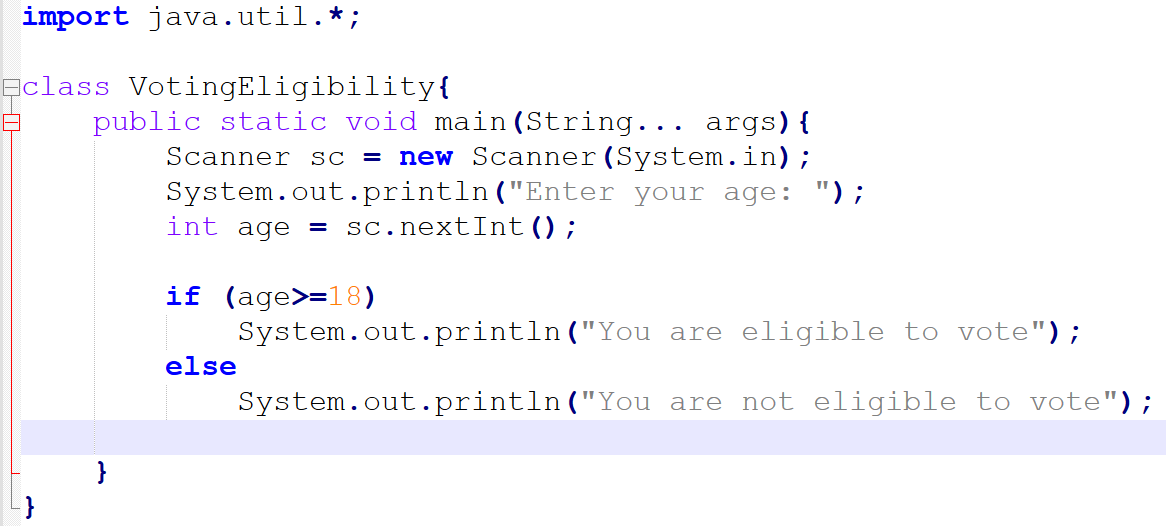 import java.util.*;
class VotingEligibility{
    public static void main(String... args){
        Scanner sc = new Scanner(System.in);
        System.out.println("Enter your age: ");
        int age = sc.nextInt();
        if (age>=18)
            System.out.println("You are eligible to vote");
        else
            System.out.println("You are not eligible to vote");
    }
}